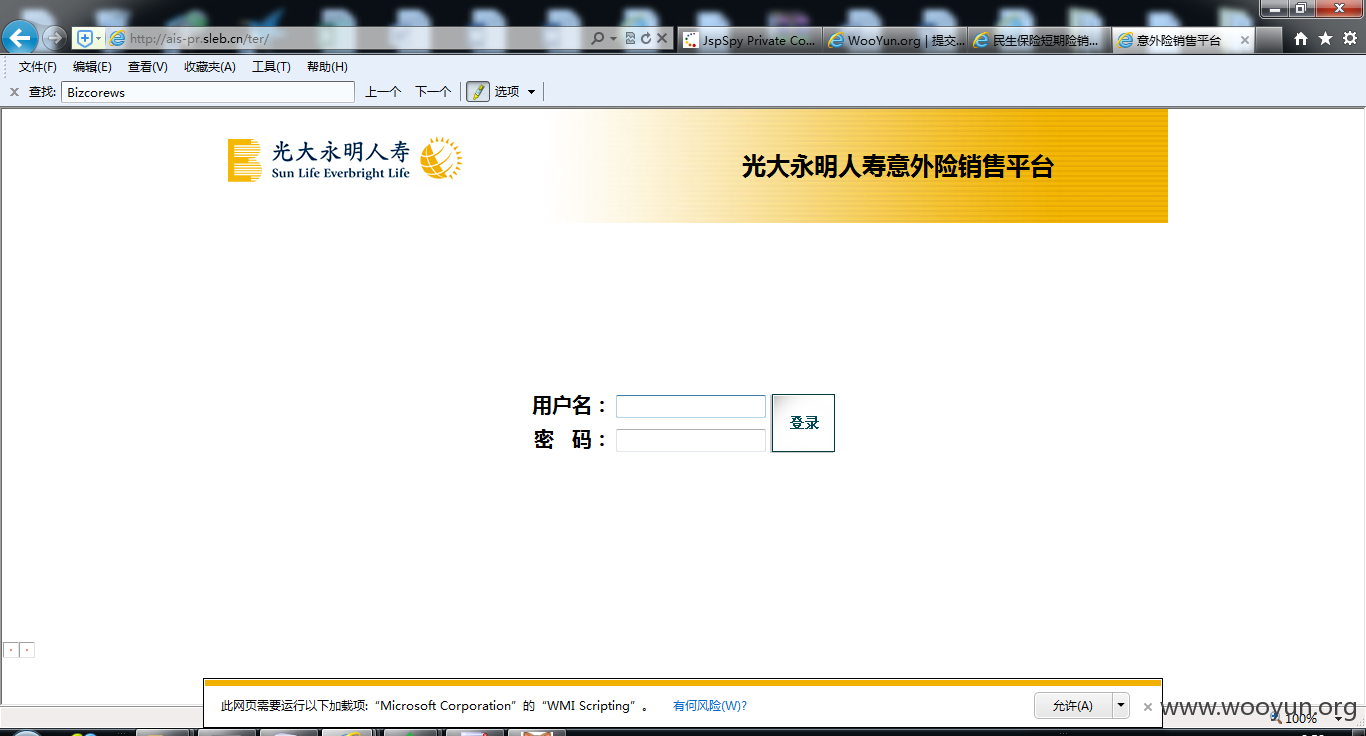 http://ais-pr.sleb.cn/ter/
JspSpy Private Co...
WooYun.org | 提交...
民生保险短期险销...
意外险销售平台
文件(F) 编辑(E) 查看(V) 收藏夹(A) 工具(T) 帮助(H)
查找: Bizcorews 上一个 下一个 选项
光大永明人寿
Sun Life Everbright Life
光大永明人寿意外险销售平台
用户名：
密 码：
登录
此网页需要运行以下加载项: “Microsoft Corporation”的“WMI Scripting”。 有何风险(W)? 允许(A)
www.wooyun.org
100%